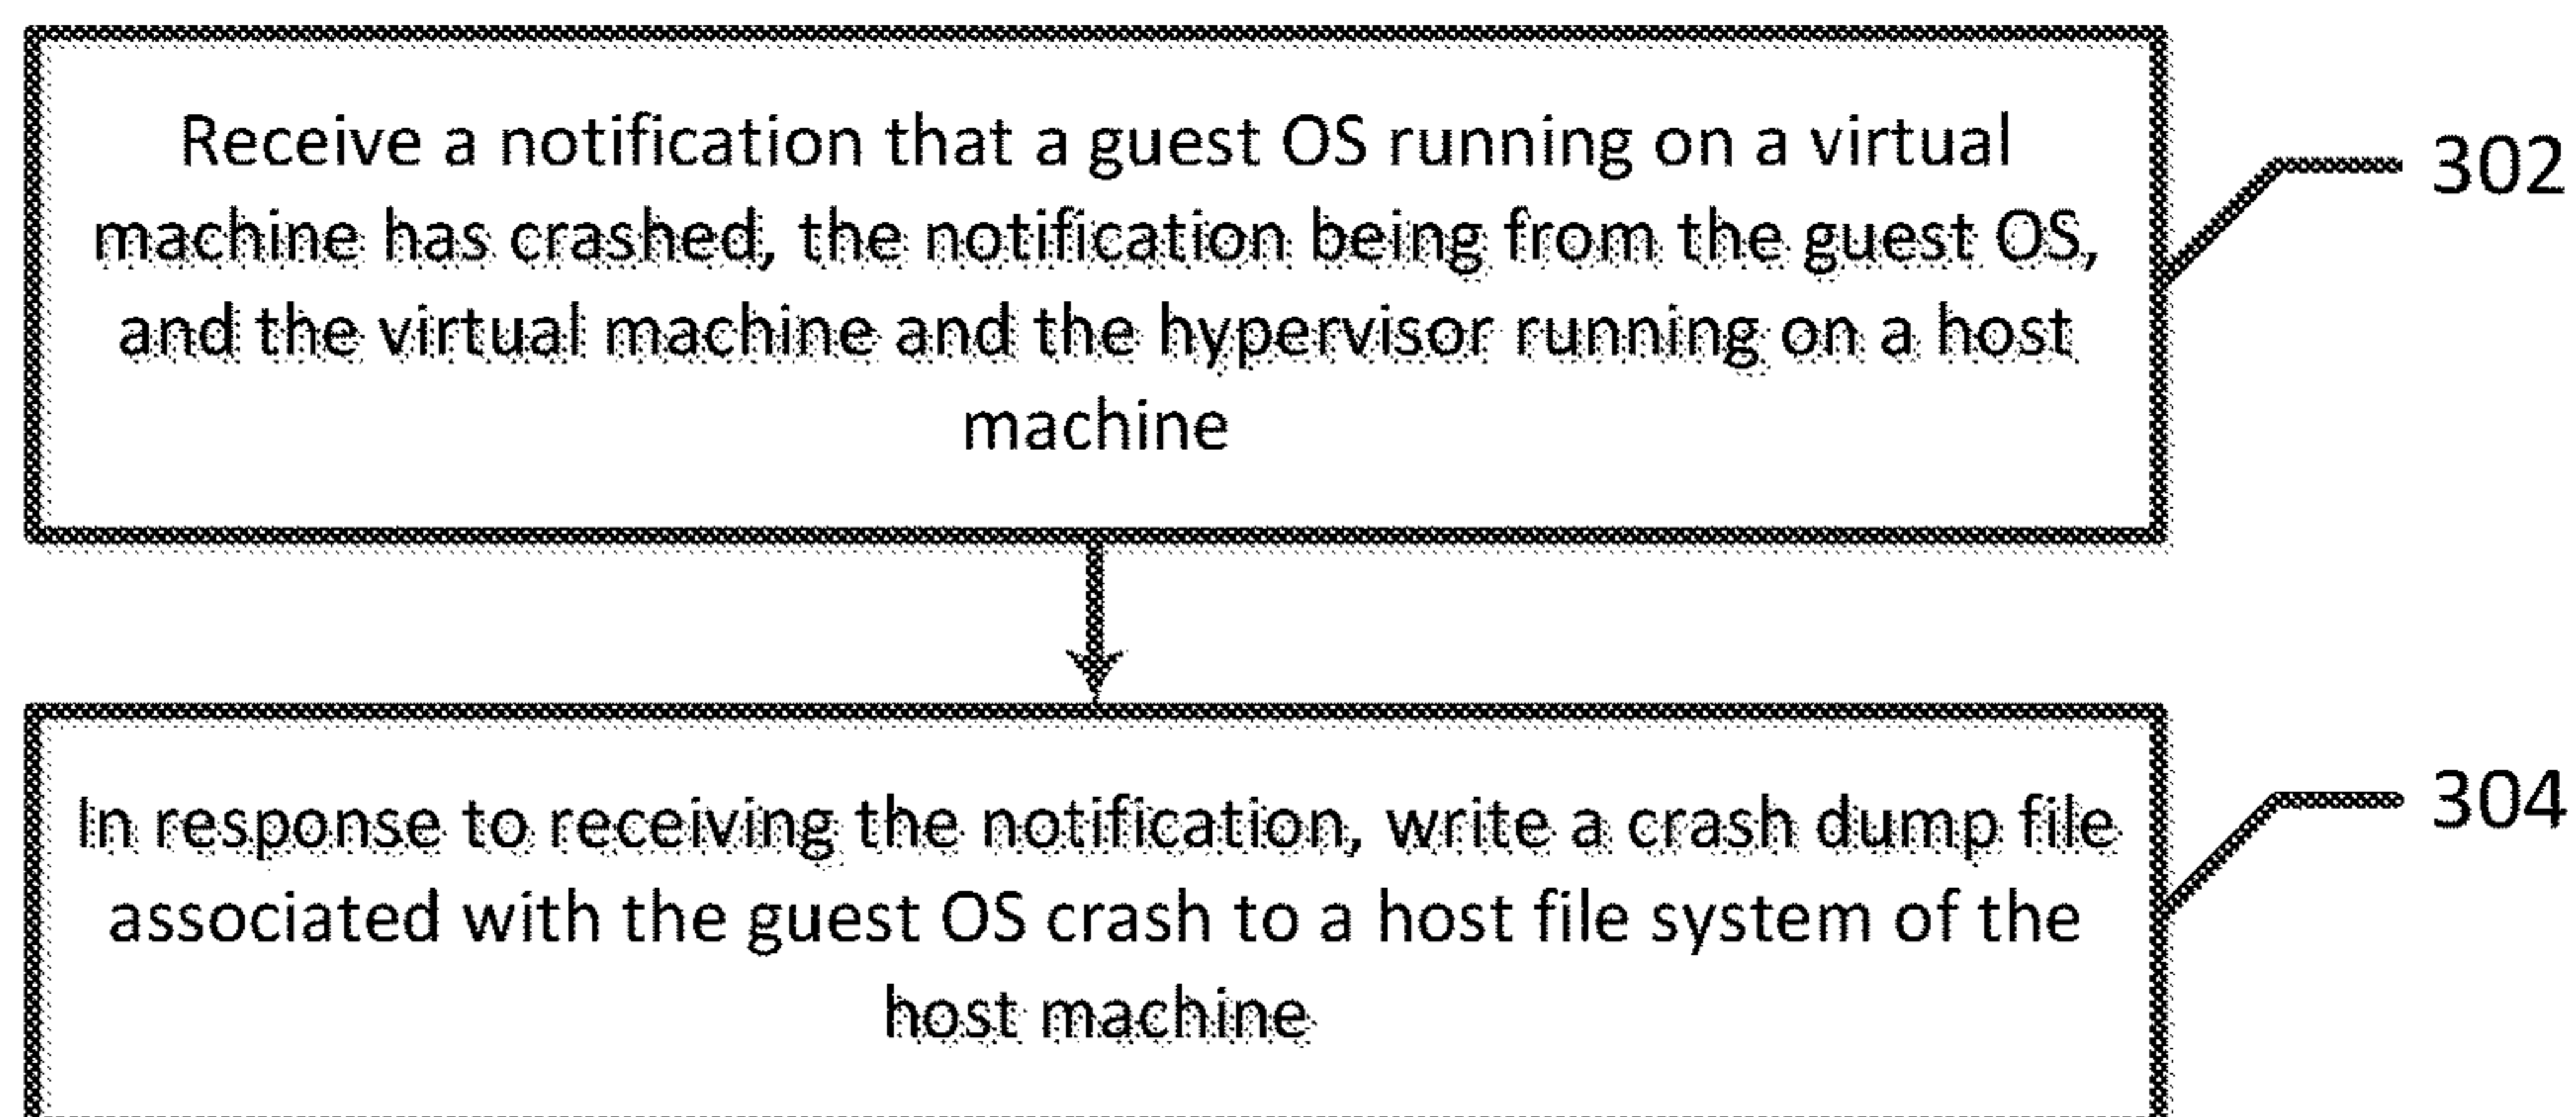 Receive a notification that a guest OS running on a virtual
machine has crashed, the notification being from the guest OS,
and the virtual machine and the hypervisor running on a host
machine
302
In response to receiving the notification, write a crash dump file
associated with the guest OS crash to a host file system of the
host machine
304